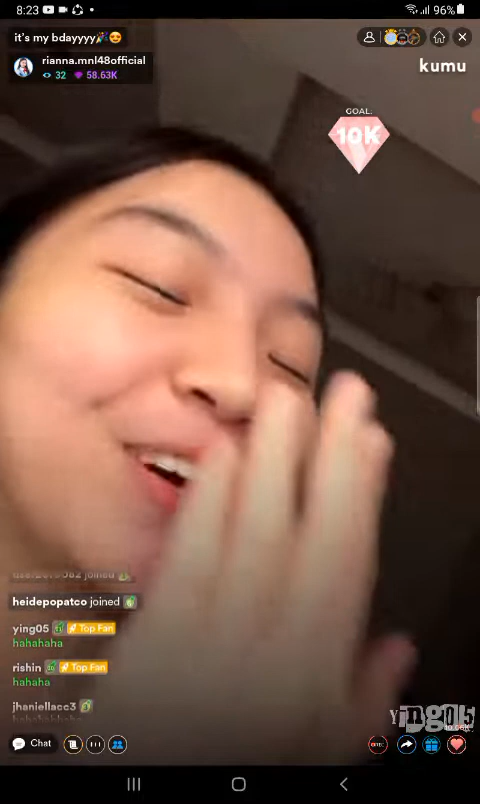 8:23
96%
it's my bdayyyy🎉😍
rianna.mnl48official
32 58.63K
kumu
GOAL:
10K
joined
heidepopatco joined
ying05 Top Fan
hahahaha
rishin Top Fan
hahaha
jhaniellacc3
Ying05
Chat